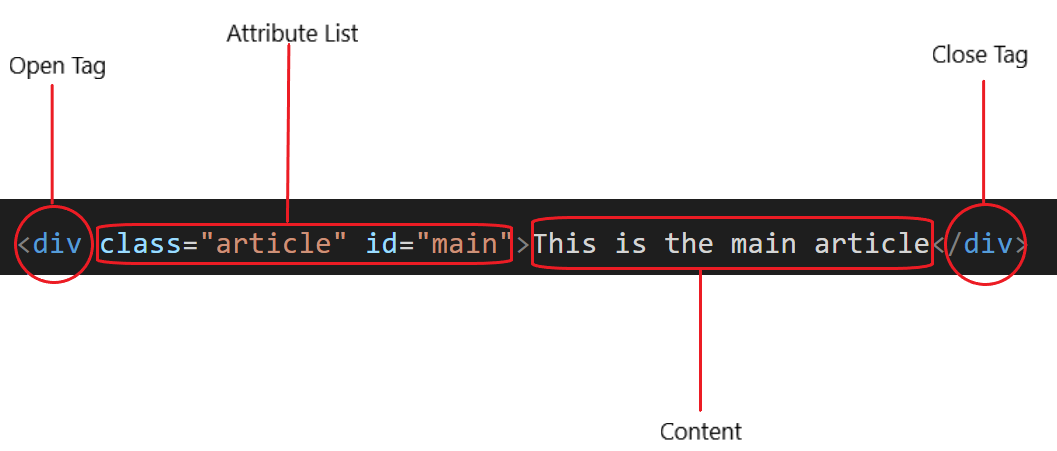 Attribute List
Open Tag
Close Tag
<div class="article" id="main">This is the main article</div>
Content